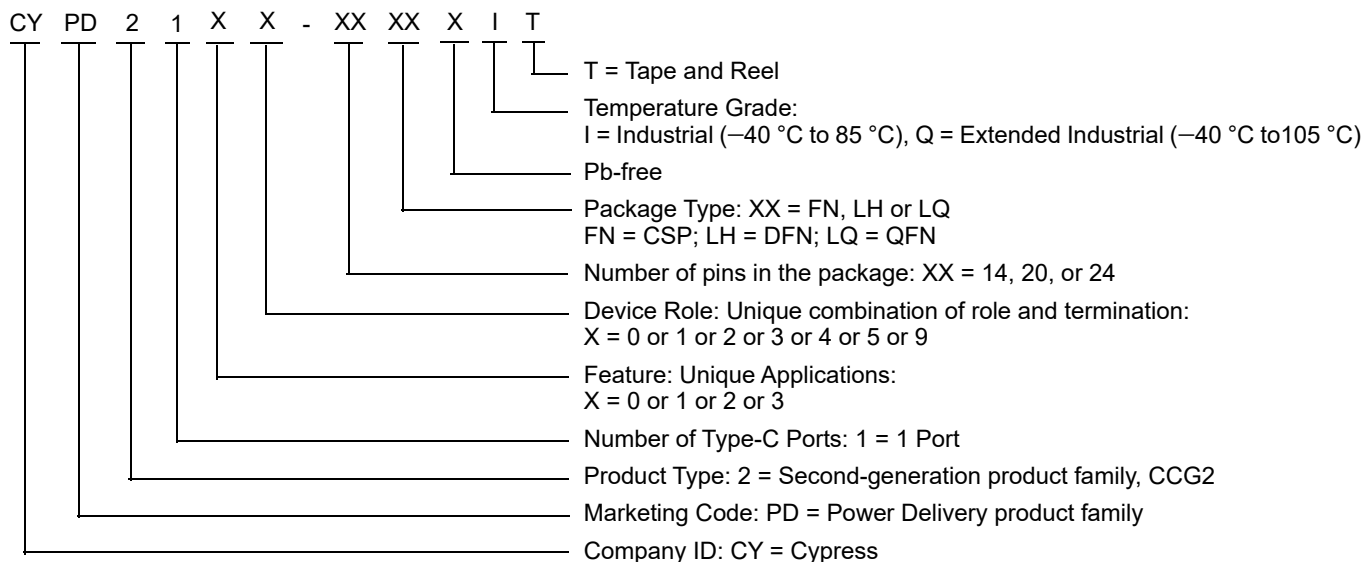 CY PD 2 1 X X - XX XX X I T
T = Tape and Reel
Temperature Grade:
I = Industrial (–40 °C to 85 °C), Q = Extended Industrial (–40 °C to105 °C)
Pb-free
Package Type: XX = FN, LH or LQ
FN = CSP; LH = DFN; LQ = QFN
Number of pins in the package: XX = 14, 20, or 24
Device Role: Unique combination of role and termination:
X = 0 or 1 or 2 or 3 or 4 or 5 or 9
Feature: Unique Applications:
X = 0 or 1 or 2 or 3
Number of Type-C Ports: 1 = 1 Port
Product Type: 2 = Second-generation product family, CCG2
Marketing Code: PD = Power Delivery product family
Company ID: CY = Cypress